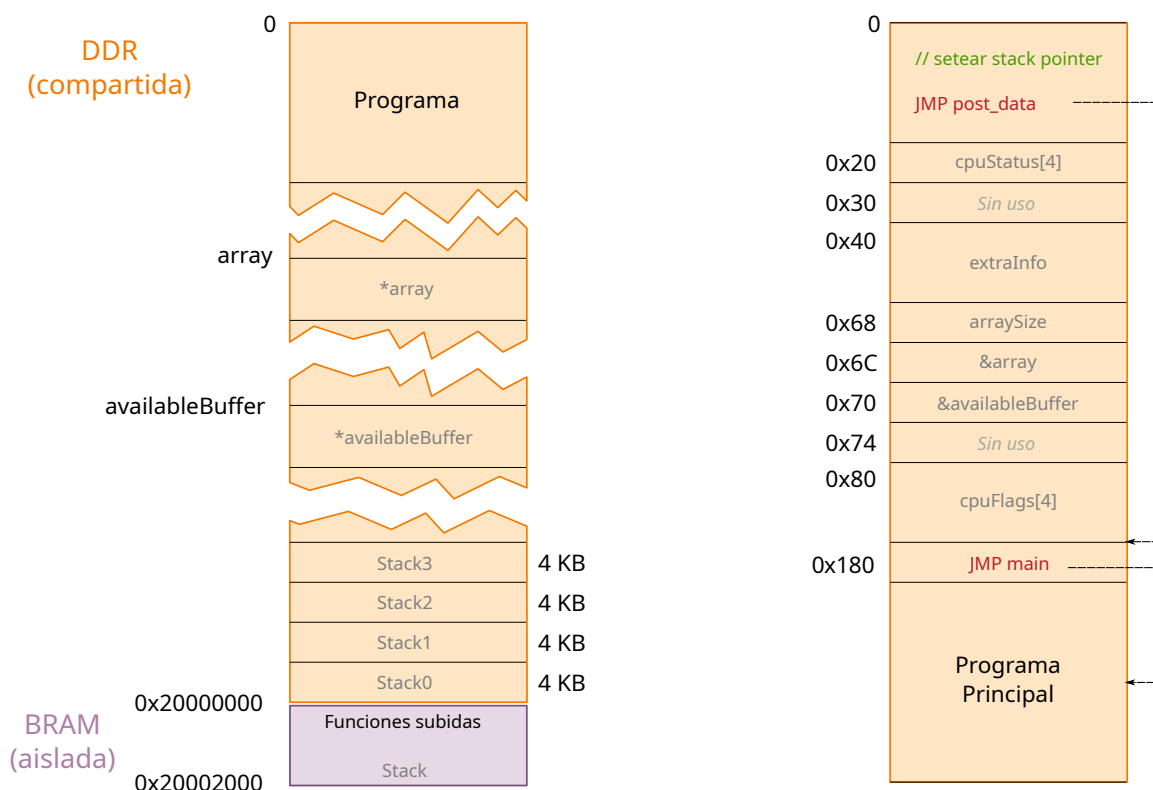 DDR
(compartida)
0
Programa
array
*array
availableBuffer
*availableBuffer
Stack3
4 KB
Stack2
4 KB
Stack1
4 KB
Stack0
4 KB
0x20000000
BRAM
(aislada)
Funciones subidas
Stack
0x20002000
0
// setear stack pointer
JMP post_data
0x20
cpuStatus[4]
0x30
Sin uso
0x40
extraInfo
0x68
arraySize
0x6C
&array
0x70
&availableBuffer
0x74
Sin uso
0x80
cpuFlags[4]
0x180
JMP main
Programa
Principal